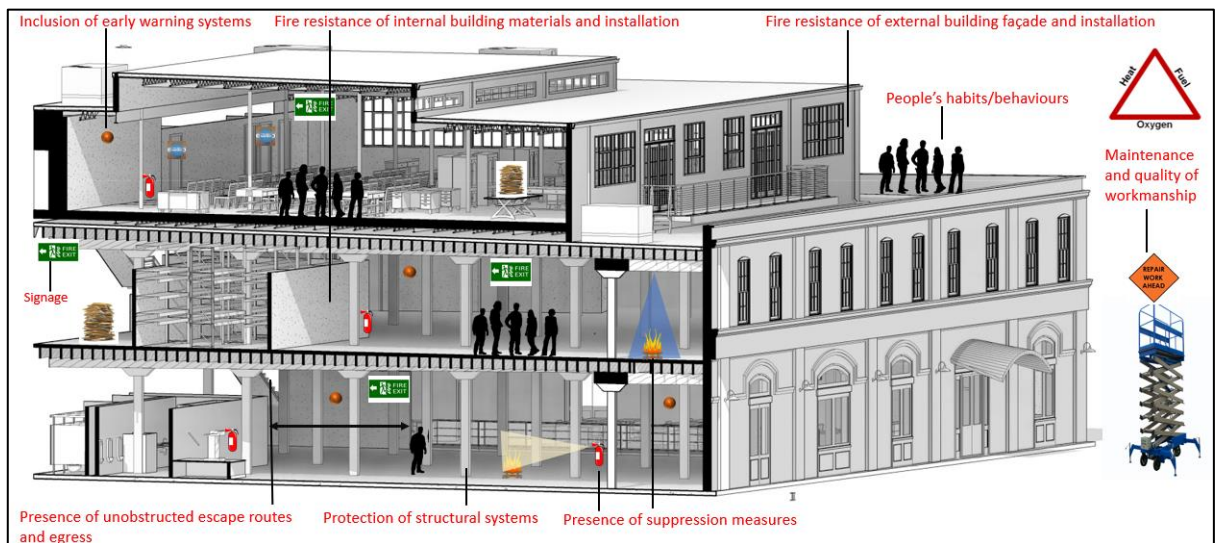 Inclusion of early warning systems
Fire resistance of internal building materials and installation
Fire resistance of external building façade and installation
Heat
Fuel
Oxygen
People's habits/behaviours
Maintenance
and quality of
workmanship
FIRE
EXIT
FIRE
EXIT
Signage
FIRE
EXIT
REPAIR
WORK
AHEAD
FIRE
EXIT
Presence of unobstructed escape routes
and egress
Protection of structural systems
Presence of suppression measures